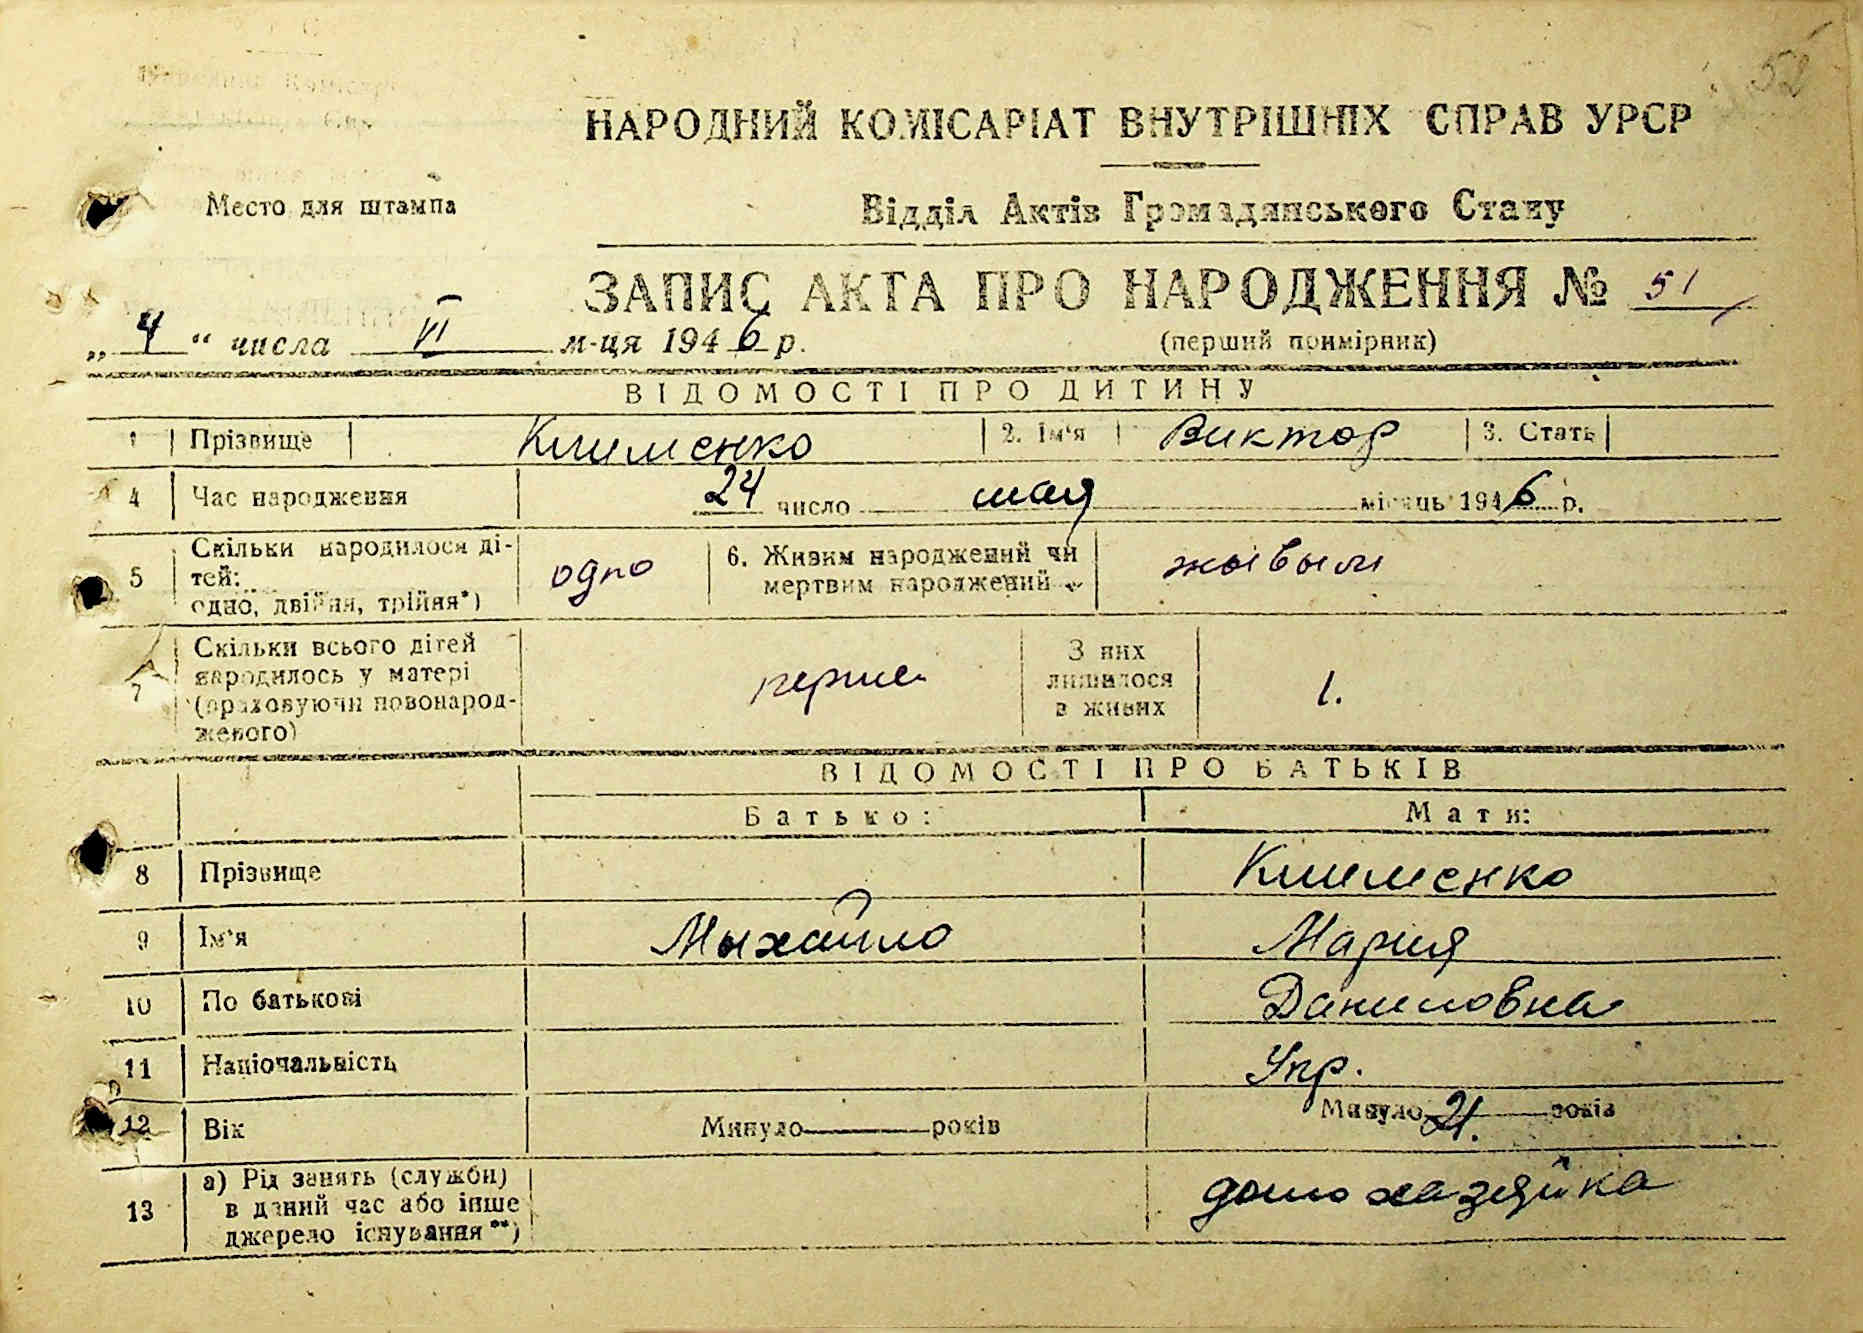 52
НАРОДНИЙ КОМІСАРІАТ ВНУТРІШНІХ СПРАВ УРСР
Место для штампа
Відділ Актів Громадянського Стану
ЗАПИС АКТА ПРО НАРОДЖЕННЯ № 51
„ 4 “ числа VI м-ця 1946 р.
(перший примірник)
ВІДОМОСТІ ПРО ДИТИНУ
1 Прізвище Клименко 2. Ім'я Виктор 3. Стать
4 Час народження 24 число мая місяць 1946 р.
5 Скільки народилося дітей: одно, двійня, трійня*) одно 6. Живим народжений чи мертвим народжений живым
7 Скільки всього дітей народилось у матері (враховуючи новонародженого) перше З них лишилося в живих 1.
ВІДОМОСТІ ПРО БАТЬКІВ
Батько: Мати:
8 Прізвище Клименко
9 Ім'я Мыхайло Мария
10 По батькові Даниловна
11 Національність Укр.
12 Вік Минуло років Минуло 21. років
13 а) Рід занять (служби) в даний час або інше джерело існування**) домохазяйка